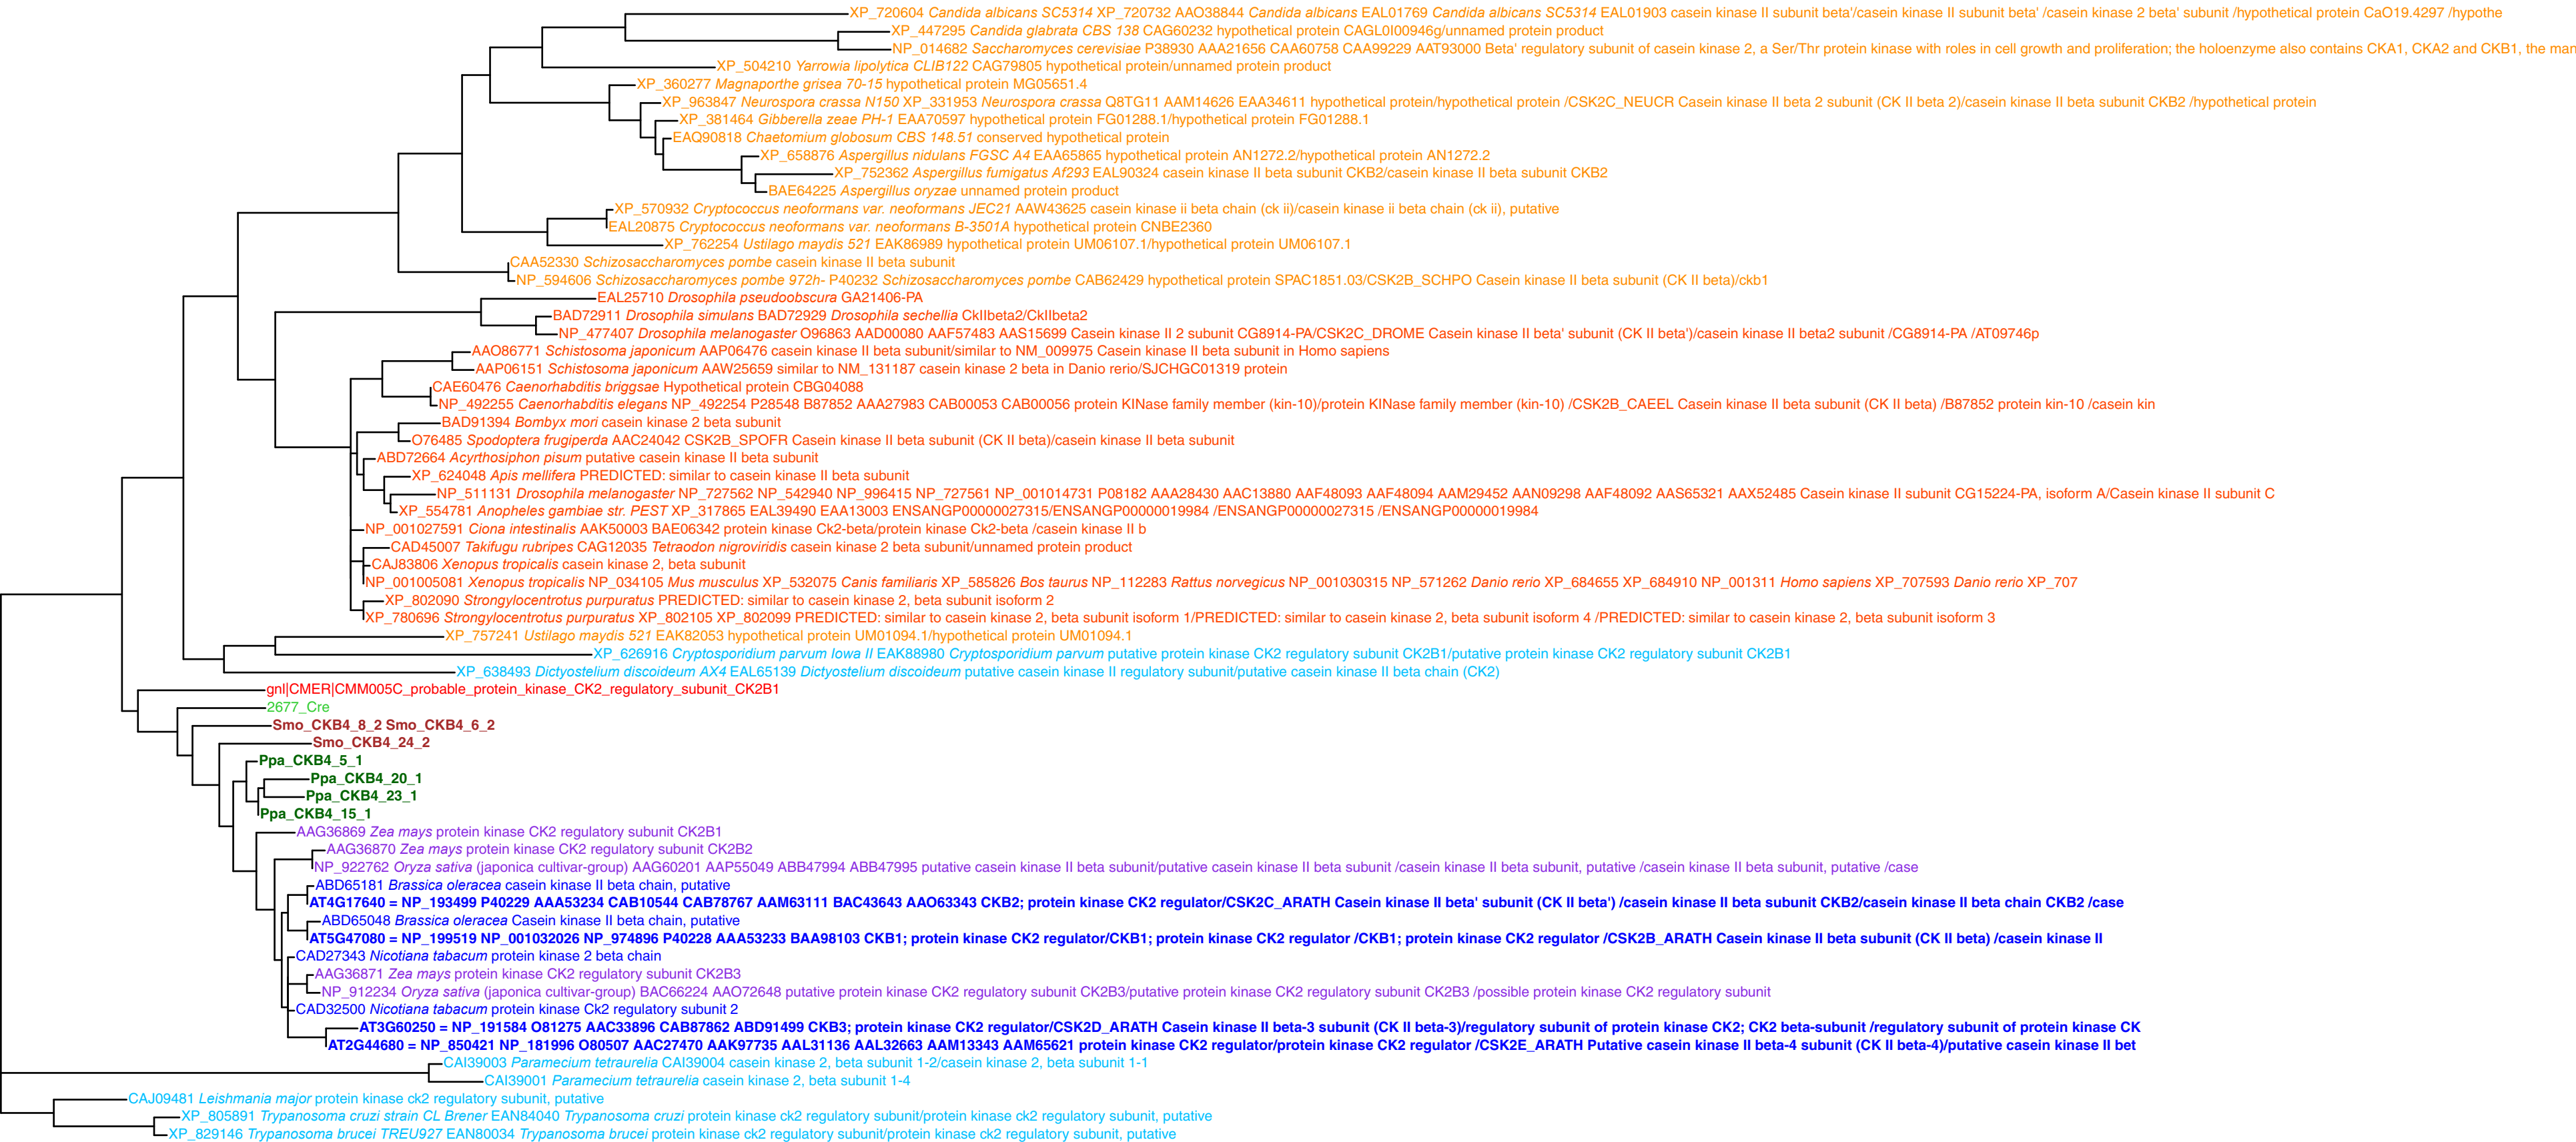 XP_720604 Candida albicans SC5314 XP_720732 AAO38844 Candida albicans EAL01769 Candida albicans SC5314 EAL01903 casein kinase II subunit beta'/casein kinase II subunit beta' /casein kinase 2 beta' subunit /hypothetical protein CaO19.4297 /hypothe
XP_447295 Candida glabrata CBS 138 CAG60232 hypothetical protein CAGL0I00946g/unnamed protein product
NP_014682 Saccharomyces cerevisiae P38930 AAA21656 CAA60758 CAA99229 AAT93000 Beta' regulatory subunit of casein kinase 2, a Ser/Thr protein kinase with roles in cell growth and proliferation; the holoenzyme also contains CKA1, CKA2 and CKB1, the man
XP_504210 Yarrowia lipolytica CLIB122 CAG79805 hypothetical protein/unnamed protein product
XP_360277 Magnaporthe grisea 70-15 hypothetical protein MG05651.4
XP_963847 Neurospora crassa N150 XP_331953 Neurospora crassa Q8TG11 AAM14626 EAA34611 hypothetical protein/hypothetical protein /CSK2C_NEUCR Casein kinase II beta 2 subunit (CK II beta 2)/casein kinase II beta subunit CKB2 /hypothetical protein
XP_381464 Gibberella zeae PH-1 EAA70597 hypothetical protein FG01288.1/hypothetical protein FG01288.1
EAQ90818 Chaetomium globosum CBS 148.51 conserved hypothetical protein
XP_658876 Aspergillus nidulans FGSC A4 EAA65865 hypothetical protein AN1272.2/hypothetical protein AN1272.2
XP_752362 Aspergillus fumigatus Af293 EAL90324 casein kinase II beta subunit CKB2/casein kinase II beta subunit CKB2
BAE64225 Aspergillus oryzae unnamed protein product
XP_570932 Cryptococcus neoformans var. neoformans JEC21 AAW43625 casein kinase ii beta chain (ck ii)/casein kinase ii beta chain (ck ii), putative
EAL20875 Cryptococcus neoformans var. neoformans B-3501A hypothetical protein CNBE2360
XP_762254 Ustilago maydis 521 EAK86989 hypothetical protein UM06107.1/hypothetical protein UM06107.1
CAA52330 Schizosaccharomyces pombe casein kinase II beta subunit
NP_594606 Schizosaccharomyces pombe 972h- P40232 Schizosaccharomyces pombe CAB62429 hypothetical protein SPAC1851.03/CSK2B_SCHPO Casein kinase II beta subunit (CK II beta)/ckb1
EAL25710 Drosophila pseudoobscura GA21406-PA
BAD72911 Drosophila simulans BAD72929 Drosophila sechellia CkIIbeta2/CkIIbeta2
NP_477407 Drosophila melanogaster O96863 AAD00080 AAF57483 AAS15699 Casein kinase II 2 subunit CG8914-PA/CSK2C_DROME Casein kinase II beta' subunit (CK II beta')/casein kinase II beta2 subunit /CG8914-PA /AT09746p
AAO86771 Schistosoma japonicum AAP06476 casein kinase II beta subunit/similar to NM_009975 Casein kinase II beta subunit in Homo sapiens
AAP06151 Schistosoma japonicum AAW25659 similar to NM_131187 casein kinase 2 beta in Danio rerio/SJCHGC01319 protein
CAE60476 Caenorhabditis briggsae Hypothetical protein CBG04088
NP_492255 Caenorhabditis elegans NP_492254 P28548 B87852 AAA27983 CAB00053 CAB00056 protein KINase family member (kin-10)/protein KINase family member (kin-10) /CSK2B_CAEEL Casein kinase II beta subunit (CK II beta) /B87852 protein kin-10 /casein kin
BAD91394 Bombyx mori casein kinase 2 beta subunit
O76485 Spodoptera frugiperda AAC24042 CSK2B_SPOFR Casein kinase II beta subunit (CK II beta)/casein kinase II beta subunit
ABD72664 Acyrthosiphon pisum putative casein kinase II beta subunit
XP_624048 Apis mellifera PREDICTED: similar to casein kinase II beta subunit
NP_511131 Drosophila melanogaster NP_727562 NP_542940 NP_996415 NP_727561 NP_001014731 P08182 AAA28430 AAC13880 AAF48093 AAF48094 AAM29452 AAN09298 AAF48092 AAS65321 AAX52485 Casein kinase II subunit CG15224-PA, isoform A/Casein kinase II subunit C
XP_554781 Anopheles gambiae str. PEST XP_317865 EAL39490 EAA13003 ENSANGP00000027315/ENSANGP00000019984 /ENSANGP00000027315 /ENSANGP00000019984
NP_001027591 Ciona intestinalis AAK50003 BAE06342 protein kinase Ck2-beta/protein kinase Ck2-beta /casein kinase II b
CAD45007 Takifugu rubripes CAG12035 Tetraodon nigroviridis casein kinase 2 beta subunit/unnamed protein product
CAJ83806 Xenopus tropicalis casein kinase 2, beta subunit
NP_001005081 Xenopus tropicalis NP_034105 Mus musculus XP_532075 Canis familiaris XP_585826 Bos taurus NP_112283 Rattus norvegicus NP_001030315 NP_571262 Danio rerio XP_684655 XP_684910 NP_001311 Homo sapiens XP_707593 Danio rerio XP_707
XP_802090 Strongylocentrotus purpuratus PREDICTED: similar to casein kinase 2, beta subunit isoform 2
XP_780696 Strongylocentrotus purpuratus XP_802105 XP_802099 PREDICTED: similar to casein kinase 2, beta subunit isoform 1/PREDICTED: similar to casein kinase 2, beta subunit isoform 4 /PREDICTED: similar to casein kinase 2, beta subunit isoform 3
XP_757241 Ustilago maydis 521 EAK82053 hypothetical protein UM01094.1/hypothetical protein UM01094.1
XP_626916 Cryptosporidium parvum Iowa II EAK88980 Cryptosporidium parvum putative protein kinase CK2 regulatory subunit CK2B1/putative protein kinase CK2 regulatory subunit CK2B1
XP_638493 Dictyostelium discoideum AX4 EAL65139 Dictyostelium discoideum putative casein kinase II regulatory subunit/putative casein kinase II beta chain (CK2)
gnl|CMER|CMM005C_probable_protein_kinase_CK2_regulatory_subunit_CK2B1
2677_Cre
Smo_CKB4_8_2 Smo_CKB4_6_2
Smo_CKB4_24_2
Ppa_CKB4_5_1
Ppa_CKB4_20_1
Ppa_CKB4_23_1
Ppa_CKB4_15_1
AAG36869 Zea mays protein kinase CK2 regulatory subunit CK2B1
AAG36870 Zea mays protein kinase CK2 regulatory subunit CK2B2
NP_922762 Oryza sativa (japonica cultivar-group) AAG60201 AAP55049 ABB47994 ABB47995 putative casein kinase II beta subunit/putative casein kinase II beta subunit /casein kinase II beta subunit, putative /casein kinase II beta subunit, putative /case
ABD65181 Brassica oleracea casein kinase II beta chain, putative
AT4G17640 = NP_193499 P40229 AAA53234 CAB10544 CAB78767 AAM63111 BAC43643 AAO63343 CKB2; protein kinase CK2 regulator/CSK2C_ARATH Casein kinase II beta' subunit (CK II beta') /casein kinase II beta subunit CKB2/casein kinase II beta chain CKB2 /case
ABD65048 Brassica oleracea Casein kinase II beta chain, putative
AT5G47080 = NP_199519 NP_001032026 NP_974896 P40228 AAA53233 BAA98103 CKB1; protein kinase CK2 regulator/CKB1; protein kinase CK2 regulator /CKB1; protein kinase CK2 regulator /CSK2B_ARATH Casein kinase II beta subunit (CK II beta) /casein kinase II
CAD27343 Nicotiana tabacum protein kinase 2 beta chain
AAG36871 Zea mays protein kinase CK2 regulatory subunit CK2B3
NP_912234 Oryza sativa (japonica cultivar-group) BAC66224 AAO72648 putative protein kinase CK2 regulatory subunit CK2B3/putative protein kinase CK2 regulatory subunit CK2B3 /possible protein kinase CK2 regulatory subunit
CAD32500 Nicotiana tabacum protein kinase Ck2 regulatory subunit 2
AT3G60250 = NP_191584 O81275 AAC33896 CAB87862 ABD91499 CKB3; protein kinase CK2 regulator/CSK2D_ARATH Casein kinase II beta-3 subunit (CK II beta-3)/regulatory subunit of protein kinase CK2; CK2 beta-subunit /regulatory subunit of protein kinase CK
AT2G44680 = NP_850421 NP_181996 O80507 AAC27470 AAK97735 AAL31136 AAL32663 AAM13343 AAM65621 protein kinase CK2 regulator/protein kinase CK2 regulator /CSK2E_ARATH Putative casein kinase II beta-4 subunit (CK II beta-4)/putative casein kinase II bet
CAI39003 Paramecium tetraurelia CAI39004 casein kinase 2, beta subunit 1-2/casein kinase 2, beta subunit 1-1
CAI39001 Paramecium tetraurelia casein kinase 2, beta subunit 1-4
CAJ09481 Leishmania major protein kinase ck2 regulatory subunit, putative
XP_805891 Trypanosoma cruzi strain CL Brener EAN84040 Trypanosoma cruzi protein kinase ck2 regulatory subunit/protein kinase ck2 regulatory subunit, putative
XP_829146 Trypanosoma brucei TREU927 EAN80034 Trypanosoma brucei protein kinase ck2 regulatory subunit/protein kinase ck2 regulatory subunit, putative